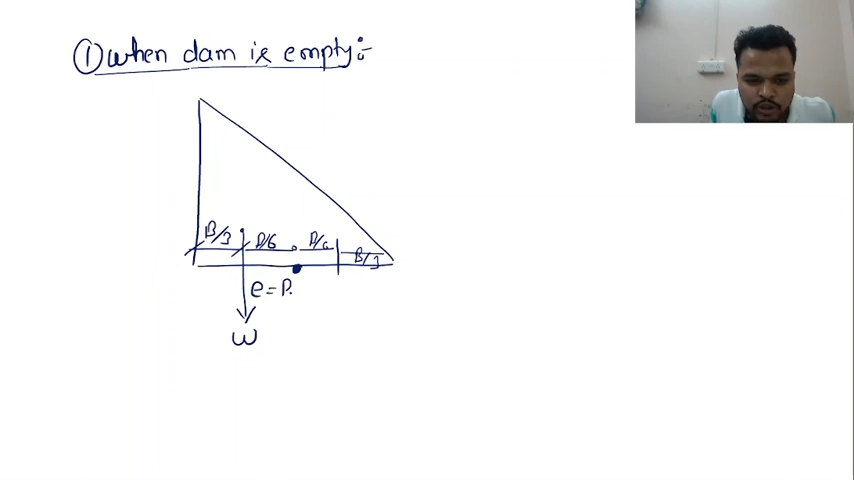 ① when dam is empty:-
B/3 B/6 B/6 B/3
e = B
W